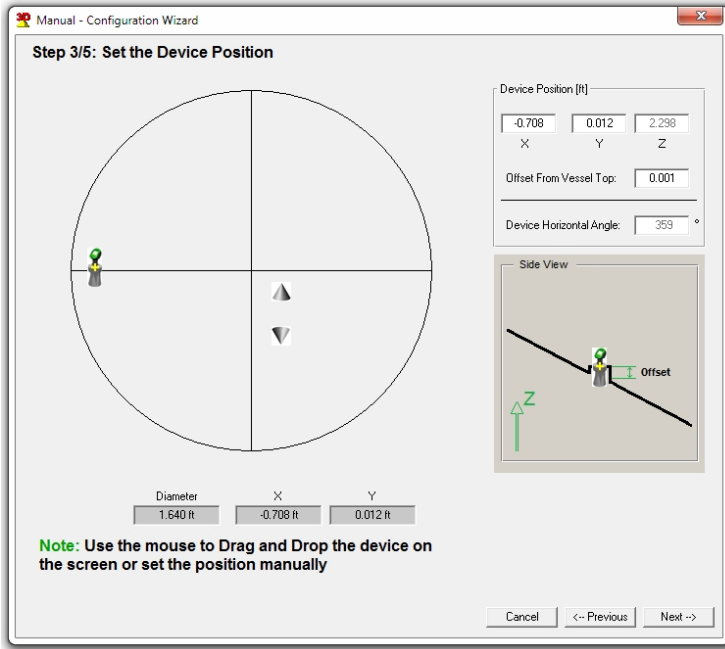 Manual - Configuration Wizard
Step 3/5: Set the Device Position
Device Position [ft]
-0.708 0.012 2.298
X Y Z
Offset From Vessel Top: 0.001
Device Horizontal Angle: 359 °
Side View
Offset
Z
Diameter X Y
1.640 ft -0.708 ft 0.012 ft
Note: Use the mouse to Drag and Drop the device on
the screen or set the position manually
Cancel <-- Previous Next -->